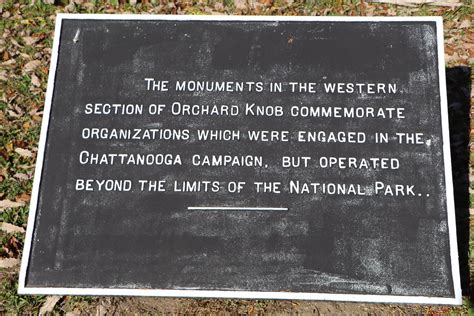 The monuments in the western
section of Orchard Knob commemorate
organizations which were engaged in the
Chattanooga campaign, but operated
beyond the limits of the National Park..